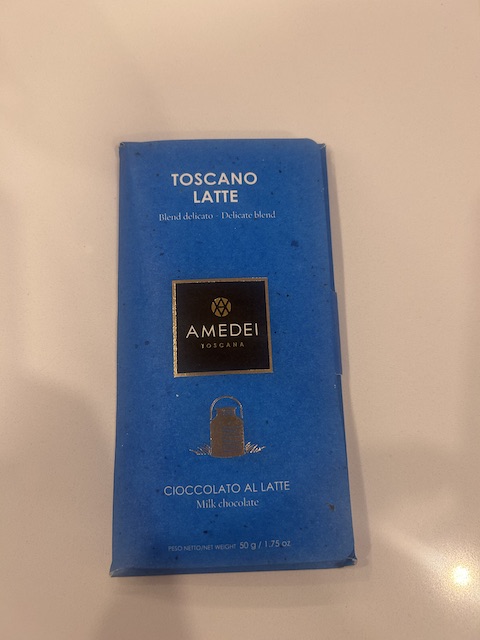 TOSCANO
LATTE
Blend delicato - Delicate blend
AMEDEI
TOSCANA
CIOCCOLATO AL LATTE
Milk chocolate
PESO NETTO/NET WEIGHT 50 g / 1.75 oz